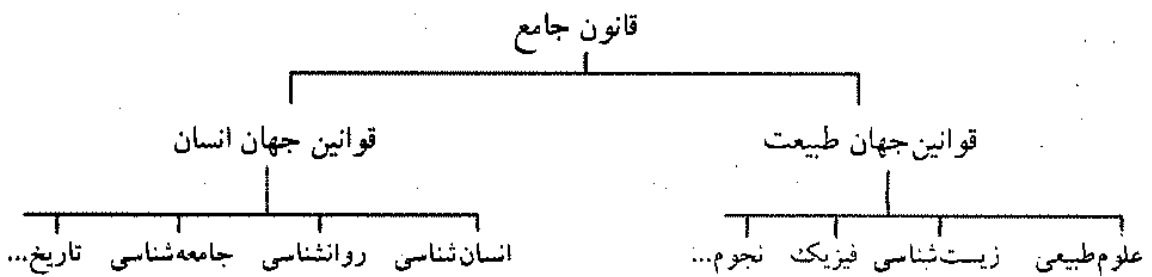 قانون جامع
قوانین جهان طبیعت قوانین جهان انسان
علوم‌طبیعی زیست‌شناسی فیزیک نجوم... انسان‌شناسی روانشناسی جامعه‌شناسی تاریخ...